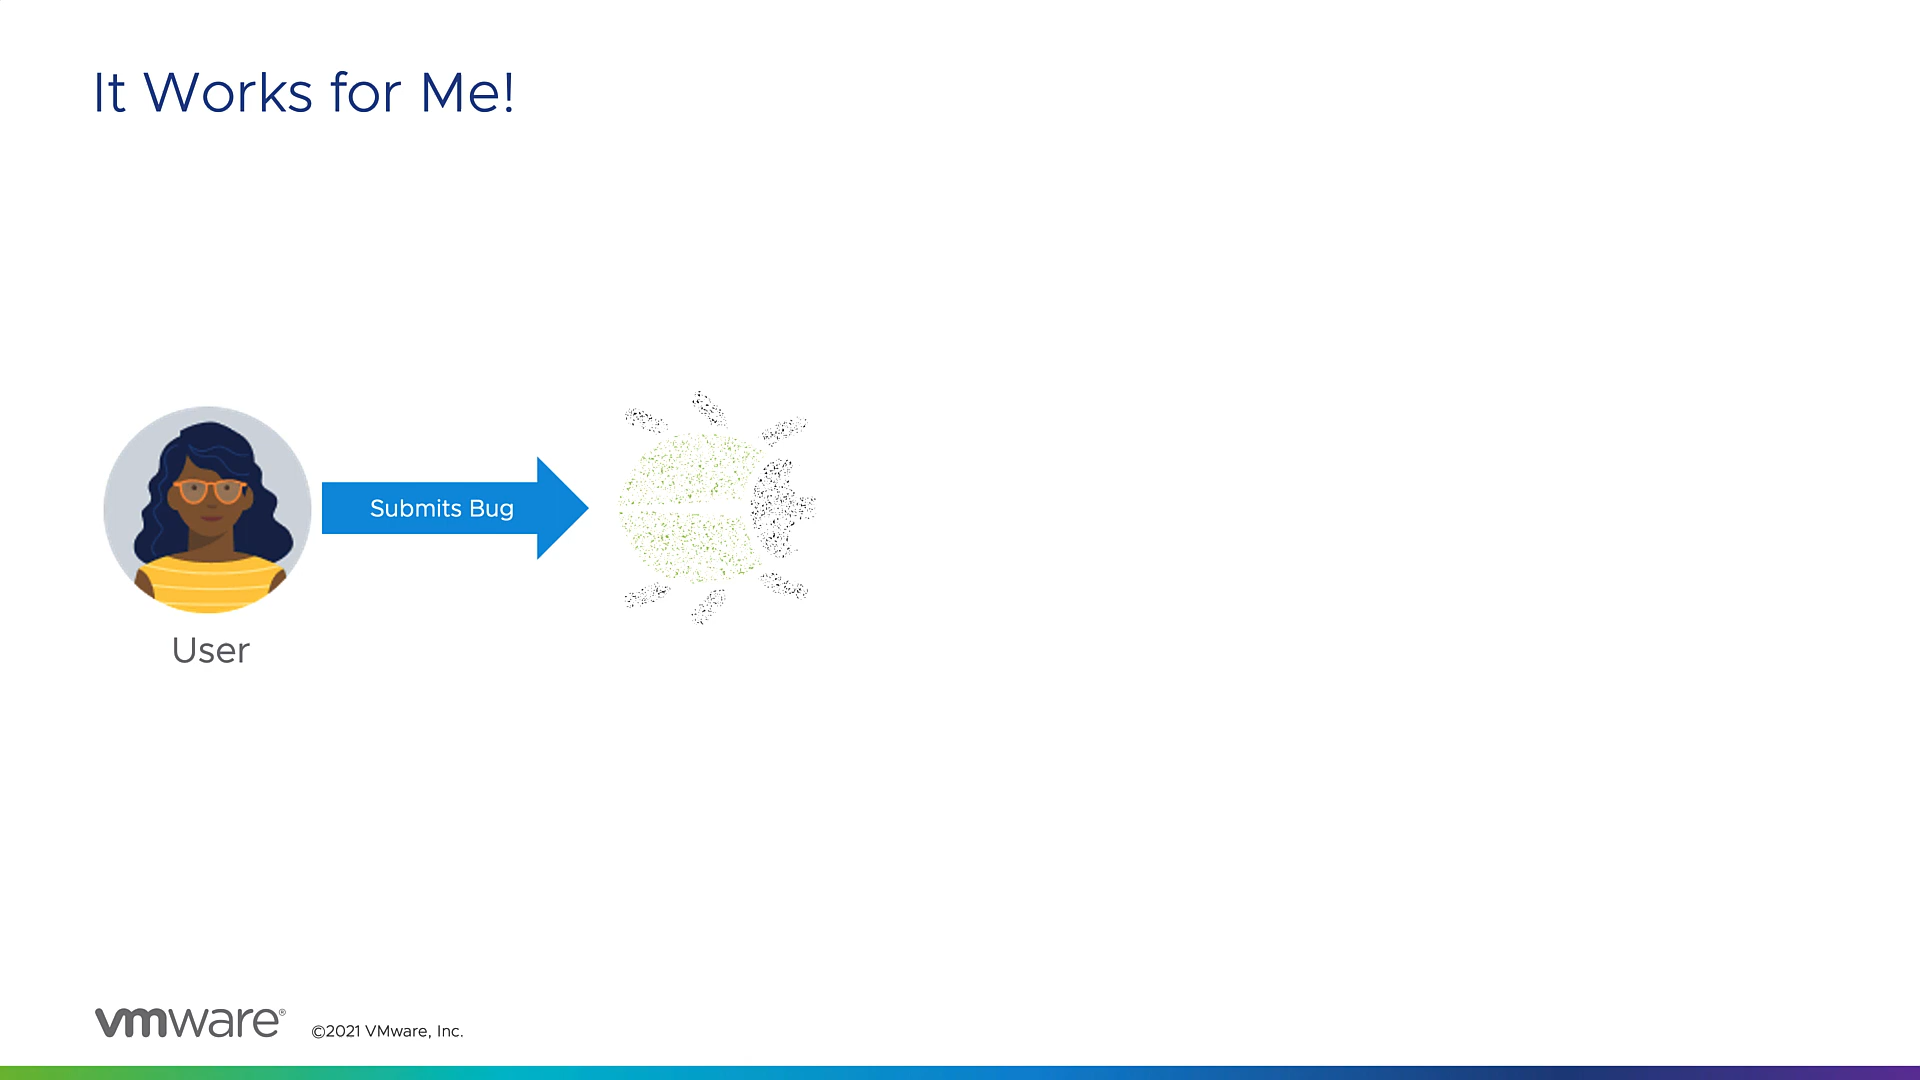 It Works for Me!
Submits Bug
User
vmware®
©2021 VMware, Inc.